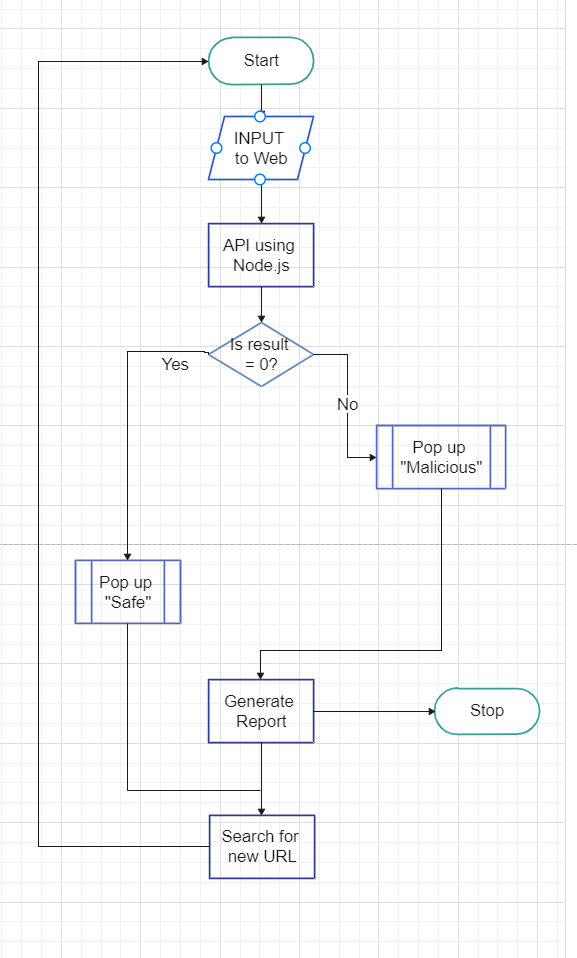 Start
INPUT
to Web
API using
Node.js
Is result
= 0?
Yes
No
Pop up
"Malicious"
Pop up
"Safe"
Generate
Report
Stop
Search for
new URL